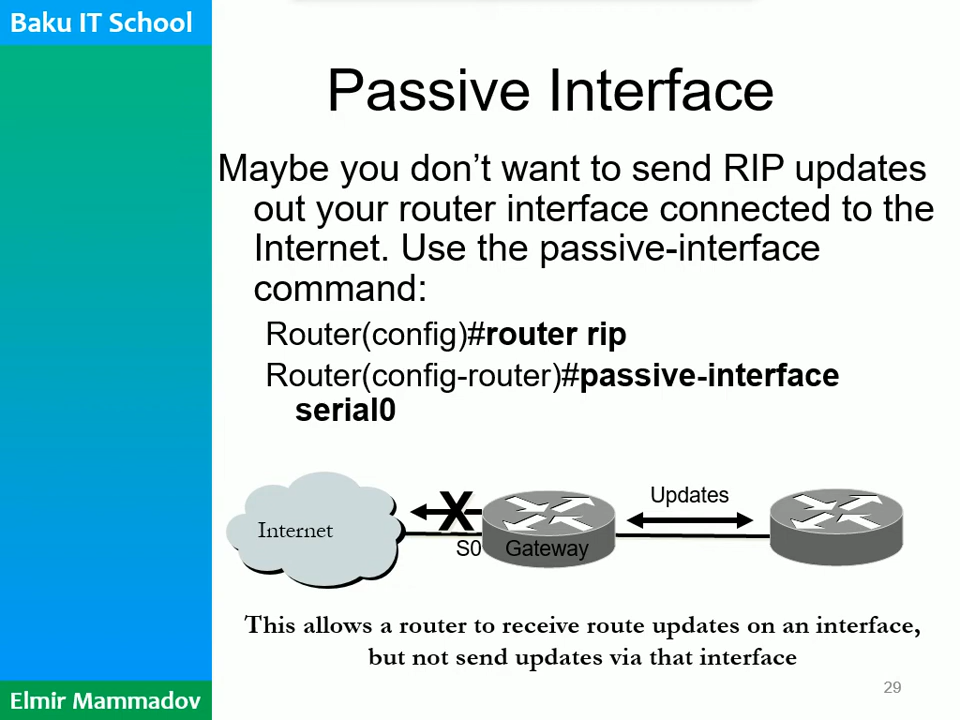 Baku IT School
Passive Interface
Maybe you don’t want to send RIP updates
out your router interface connected to the
Internet. Use the passive-interface
command:
Router(config)#router rip
Router(config-router)#passive-interface
serial0
Updates
X
Internet
S0
Gateway
This allows a router to receive route updates on an interface,
but not send updates via that interface
29
Elmir Mammadov